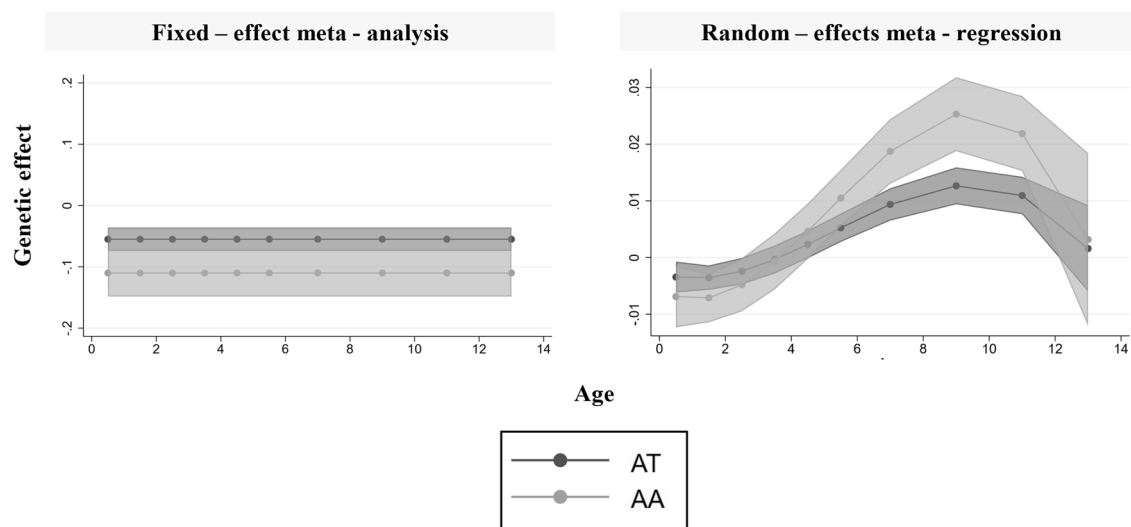 Fixed – effect meta - analysis
Random – effects meta - regression
Genetic effect
.2
.1
0
-.1
-.2
0 2 4 6 8 10 12 14
.03
.02
.01
0
-.01
0 2 4 6 8 10 12 14
Age
AT
AA